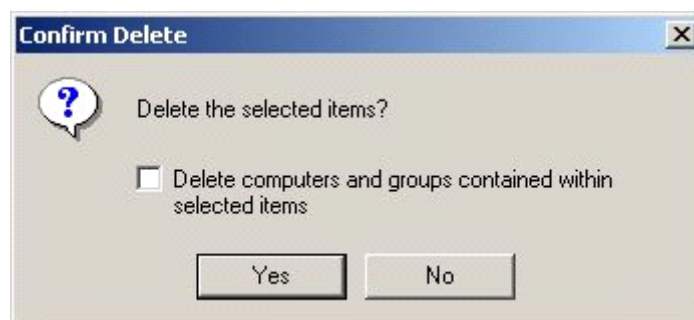 Confirm Delete
Delete the selected items?
Delete computers and groups contained within
selected items
Yes No